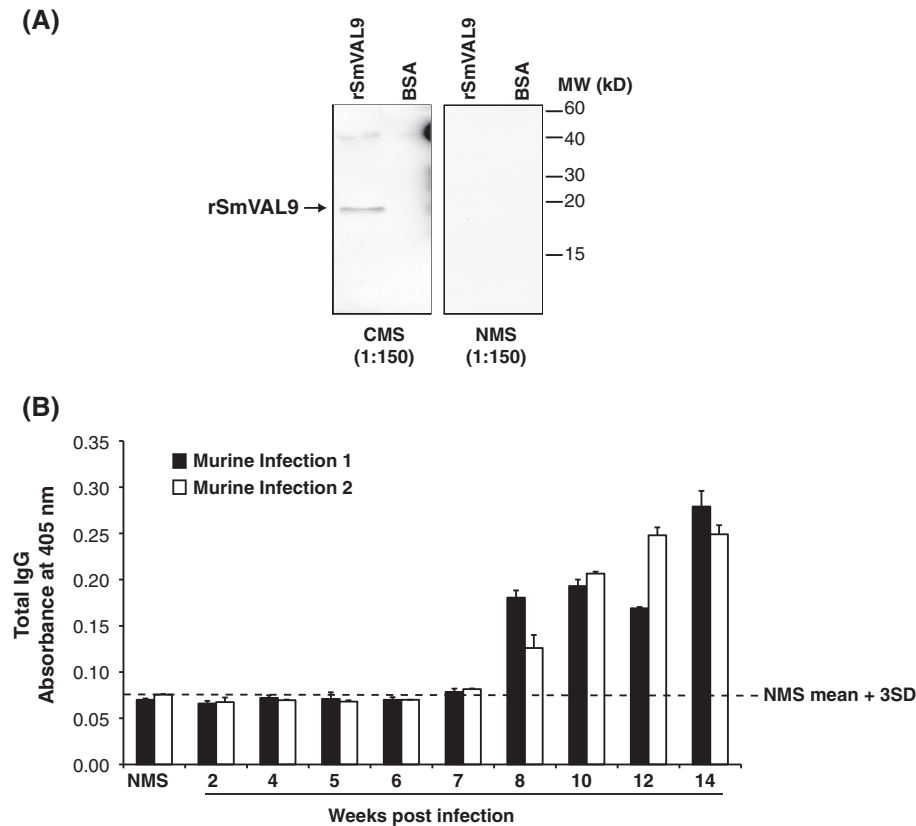 (A)
rSmVAL9
BSA
rSmVAL9
BSA
MW (kD)
60
40
30
20
15
rSmVAL9
CMS
(1:150)
NMS
(1:150)
(B)
Total IgG
Absorbance at 405 nm
0.35
0.30
0.25
0.20
0.15
0.10
0.05
0.00
Murine Infection 1
Murine Infection 2
NMS mean + 3SD
NMS 2 4 5 6 7 8 10 12 14
Weeks post infection